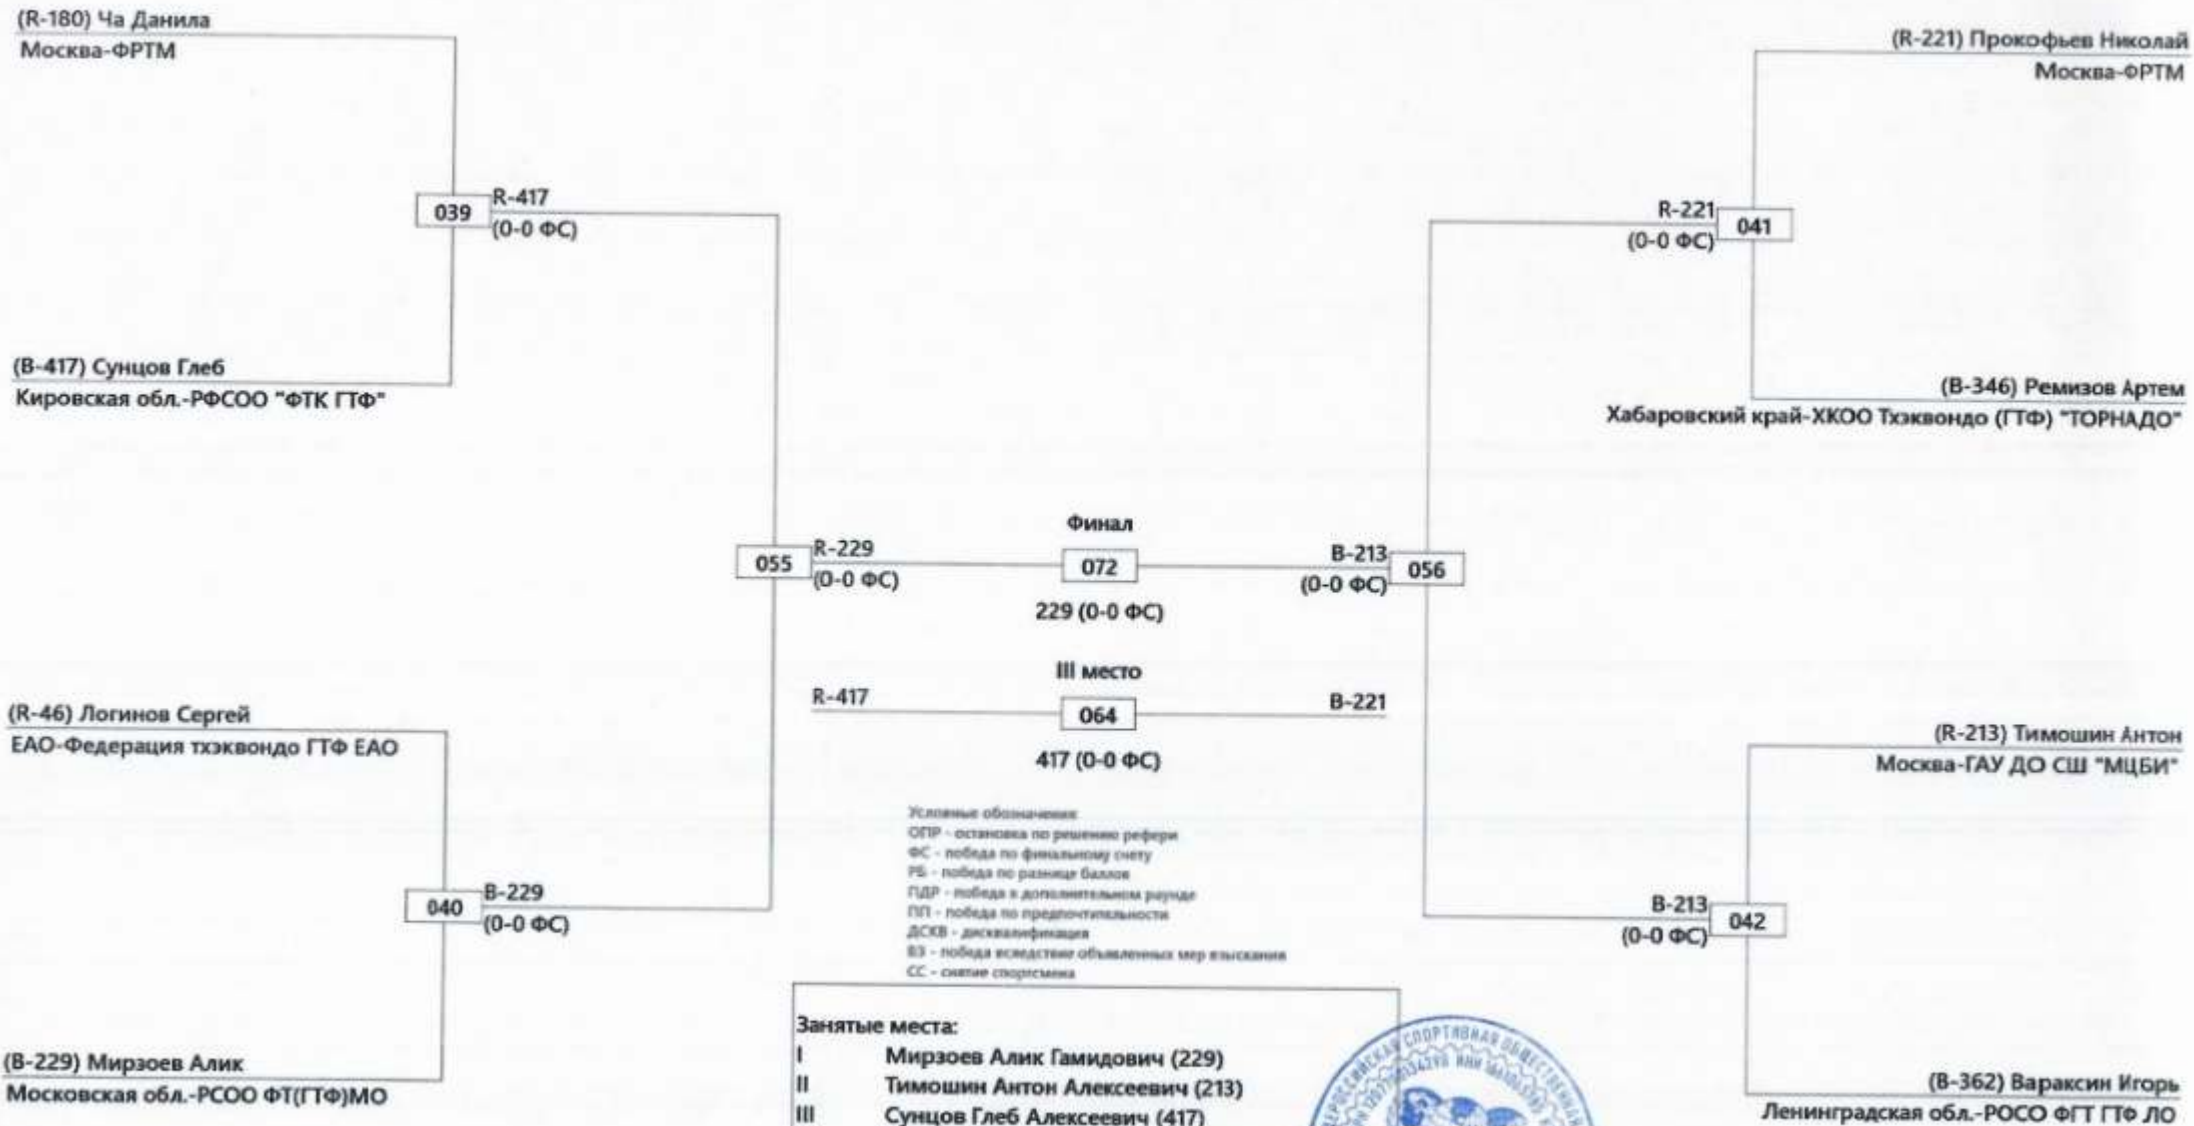 (R-180) Ча Данила
Москва-ФРТМ
(R-221) Прокофьев Николай
Москва-ФРТМ
039
R-417
(0-0 ФС)
R-221
(0-0 ФС)
041
(B-417) Сунцов Глеб
Кировская обл.-РФСОО "ФТК ГТФ"
(B-346) Ремизов Артем
Хабаровский край-ХКОО Тхэквондо (ГТФ) "ТОРНАДО"
Финал
055
R-229
(0-0 ФС)
072
B-213
(0-0 ФС)
056
229 (0-0 ФС)
III место
R-417
064
B-221
417 (0-0 ФС)
(R-46) Логинов Сергей
ЕАО-Федерация тхэквондо ГТФ ЕАО
(R-213) Тимошин Антон
Москва-ГАУ ДО СШ "МЦБИ"
Условные обозначения
ОПР - остановка по решению рефери
ФС - победа по финальному счету
РБ - победа по разнице баллов
ПДР - победа в дополнительном раунде
ПП - победа по предпочтительности
ДСКВ - дисквалификация
ВЗ - победа вследствие объявленных мер взыскания
СС - снятие спортсмена
040
B-229
(0-0 ФС)
B-213
(0-0 ФС)
042
(B-229) Мирзоев Алик
Московская обл.-РСОО ФТ(ГТФ)МО
Занятые места:
I Мирзоев Алик Гамидович (229)
II Тимошин Антон Алексеевич (213)
III Сунцов Глеб Алексеевич (417)
(B-362) Вараксин Игорь
Ленинградская обл.-РОСО ФГТ ГТФ ЛО
СПОРТИВНАЯ